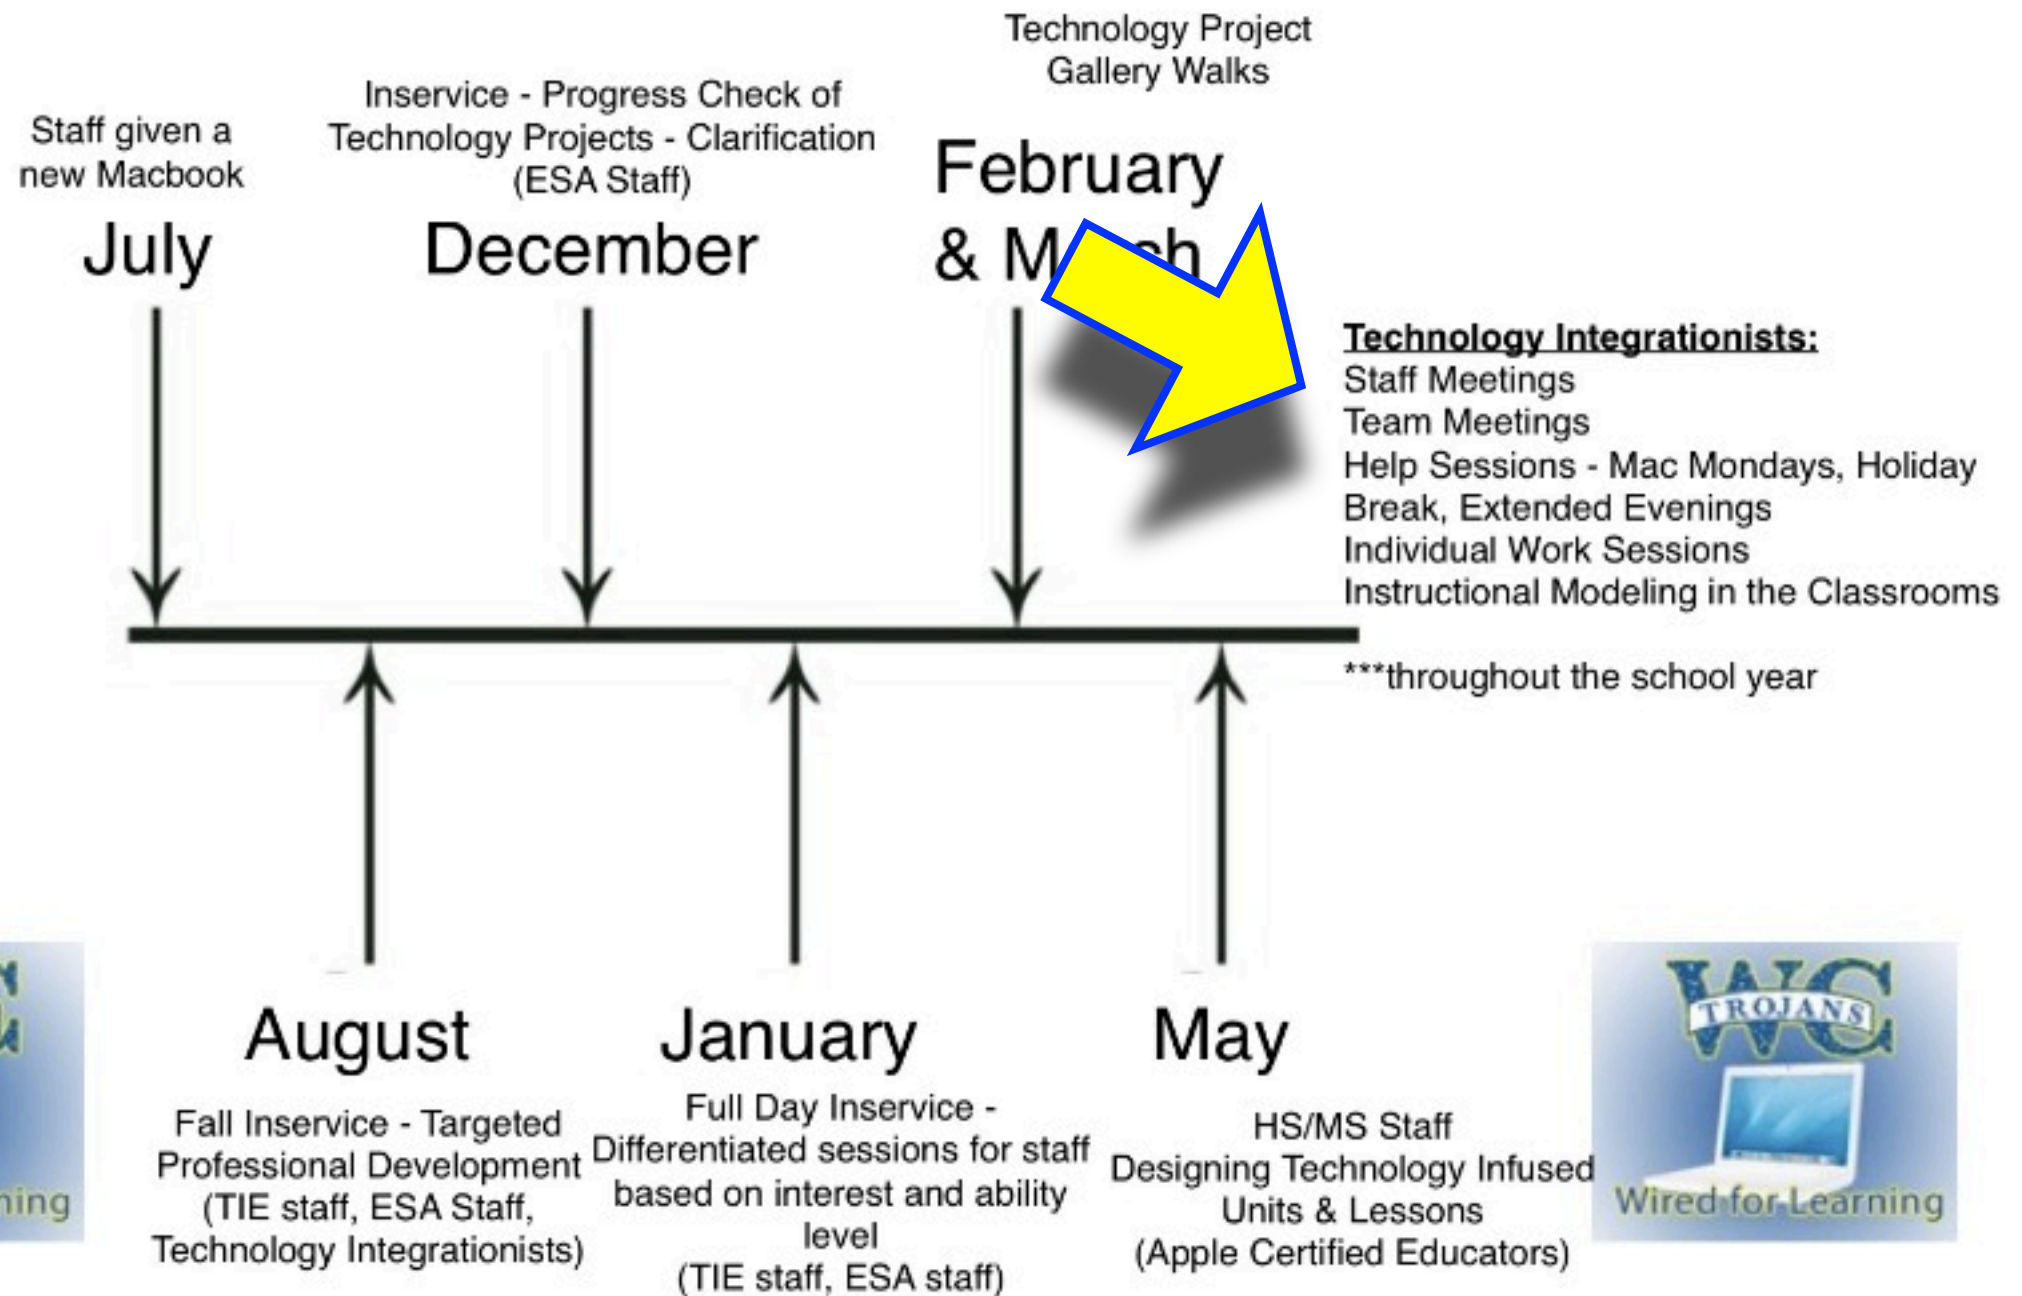 Technology Project
Gallery Walks
Inservice - Progress Check of
Technology Projects - Clarification
(ESA Staff)
Staff given a
new Macbook
July
December
February
&
Technology Integrationists:
Staff Meetings
Team Meetings
Help Sessions - Mac Mondays, Holiday
Break, Extended Evenings
Individual Work Sessions
Instructional Modeling in the Classrooms
***throughout the school year
August
Fall Inservice - Targeted
Professional Development
(TIE staff, ESA Staff,
Technology Integrationists)
January
Full Day Inservice -
Differentiated sessions for staff
based on interest and ability
level
(TIE staff, ESA staff)
May
HS/MS Staff
Designing Technology Infused
Units & Lessons
(Apple Certified Educators)
WC
TROJANS
Wired for Learning